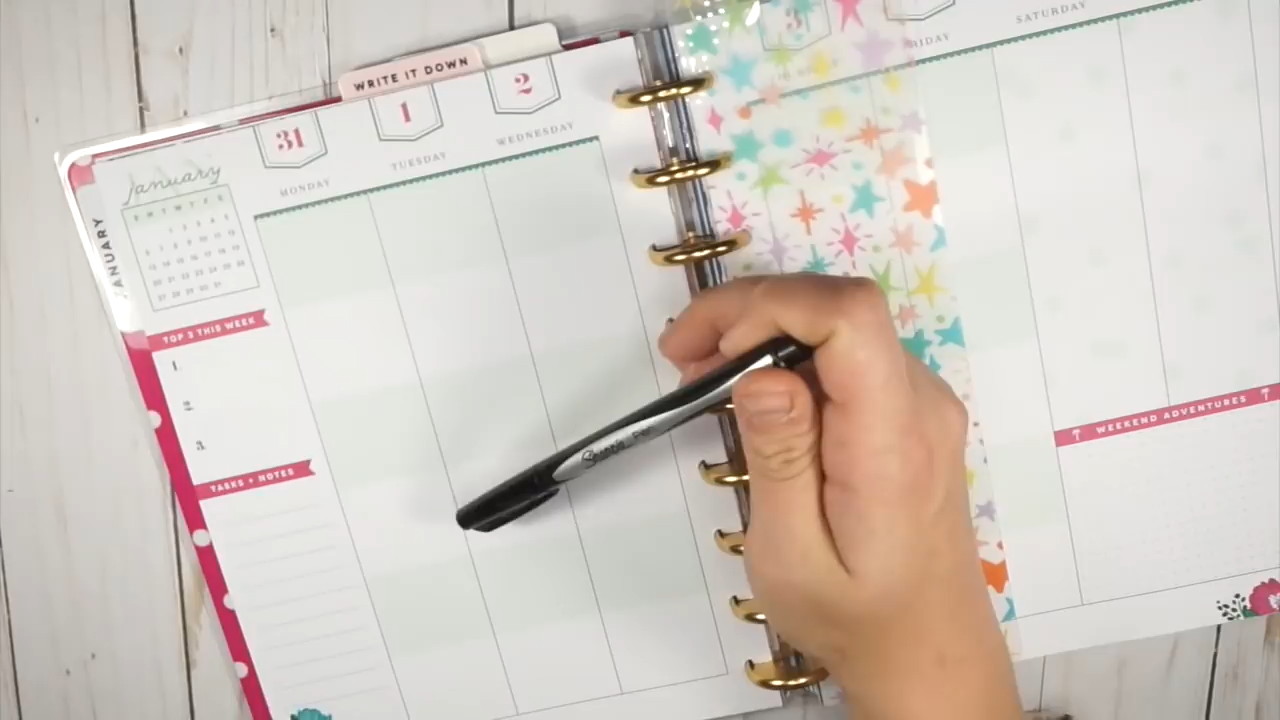 WRITE IT DOWN
31
1
2
MONDAY
TUESDAY
WEDNESDAY
january
S M T W T F S
JANUARY
TOP 3 THIS WEEK
1.
2.
3.
TASKS + NOTES
Sharpie Pen
3
SATURDAY
WEEKEND ADVENTURES